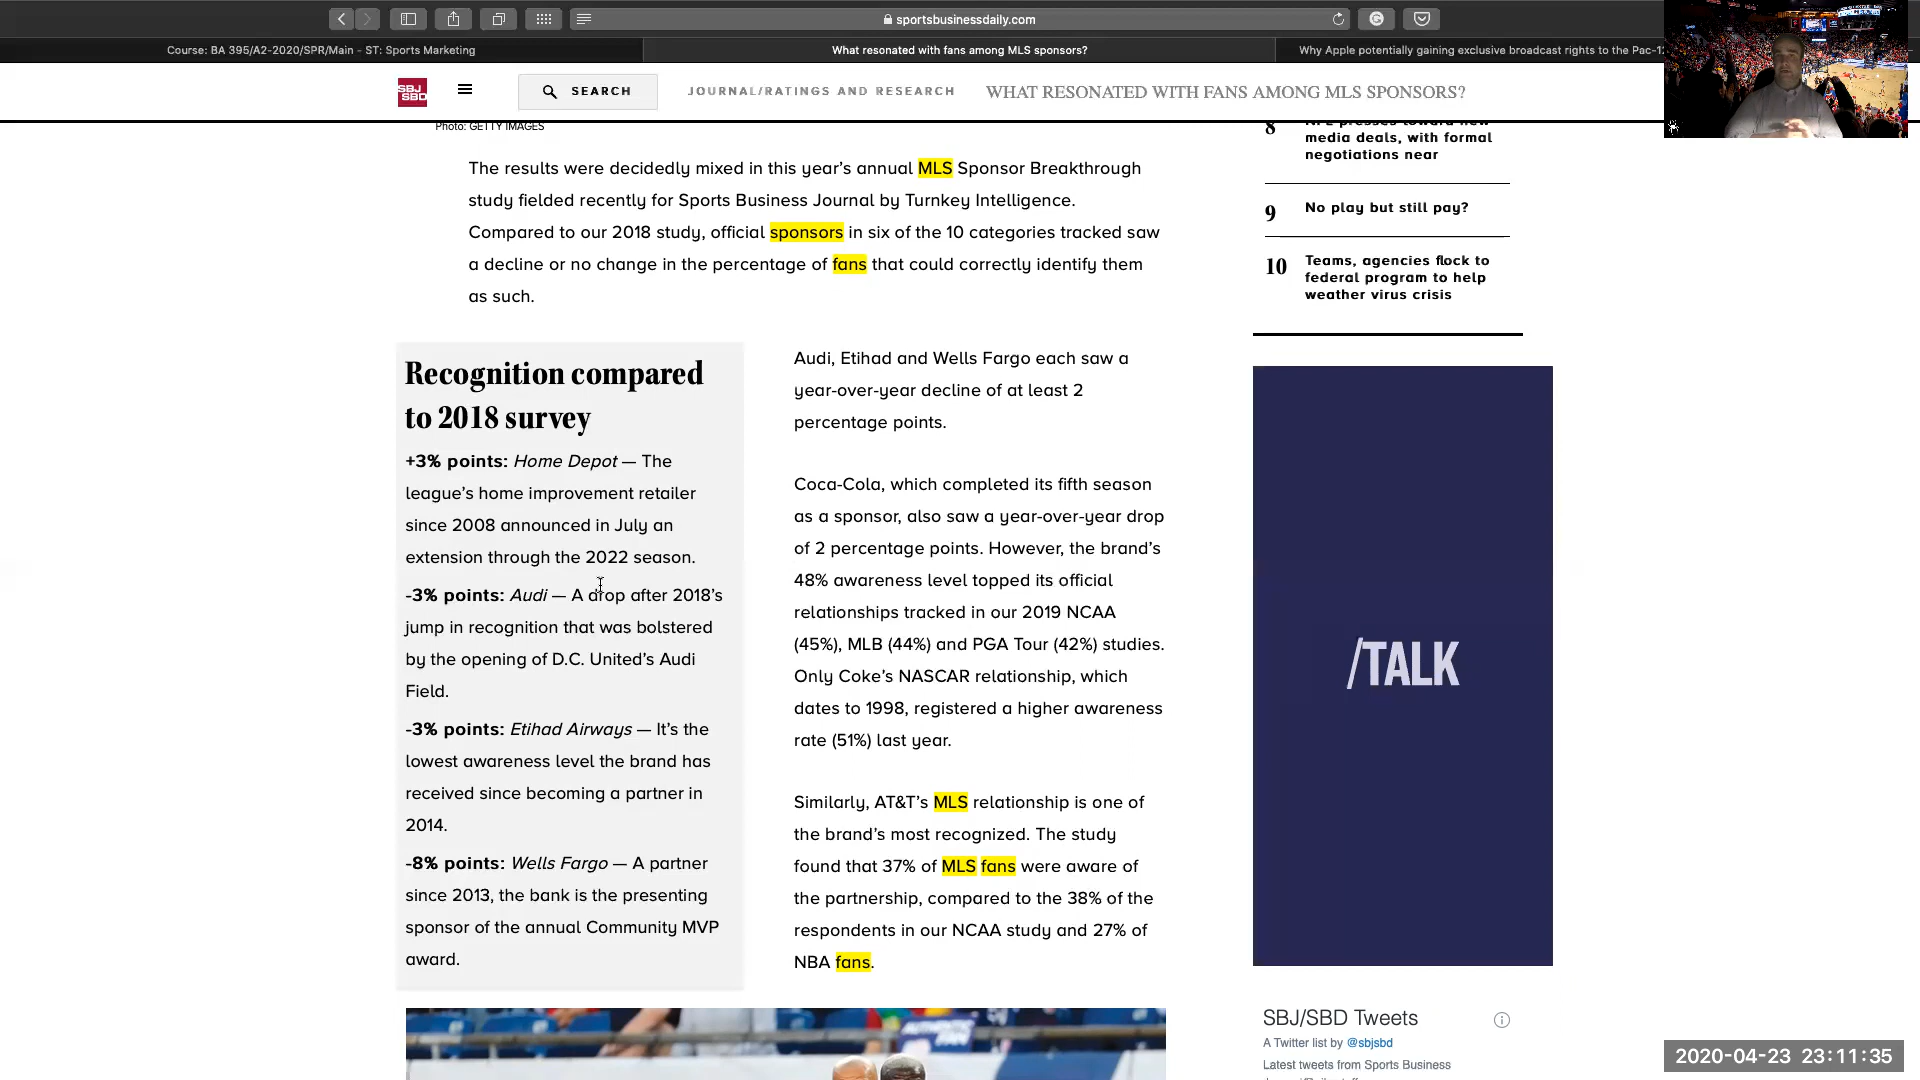 sportsbusinessdaily.com
Course: BA 395/A2-2020/SPR/Main - ST: Sports Marketing
What resonated with fans among MLS sponsors?
Why Apple potentially gaining exclusive broadcast rights to the Pac-12
SBJ
SBD
SEARCH
JOURNAL/RATINGS AND RESEARCH
WHAT RESONATED WITH FANS AMONG MLS SPONSORS?
Photo: GETTY IMAGES
The results were decidedly mixed in this year's annual MLS Sponsor Breakthrough
study fielded recently for Sports Business Journal by Turnkey Intelligence.
Compared to our 2018 study, official sponsors in six of the 10 categories tracked saw
a decline or no change in the percentage of fans that could correctly identify them
as such.
Recognition compared
to 2018 survey
+3% points: Home Depot — The
league's home improvement retailer
since 2008 announced in July an
extension through the 2022 season.
-3% points: Audi — A drop after 2018's
jump in recognition that was bolstered
by the opening of D.C. United's Audi
Field.
-3% points: Etihad Airways — It's the
lowest awareness level the brand has
received since becoming a partner in
2014.
-8% points: Wells Fargo — A partner
since 2013, the bank is the presenting
sponsor of the annual Community MVP
award.
Audi, Etihad and Wells Fargo each saw a
year-over-year decline of at least 2
percentage points.
Coca-Cola, which completed its fifth season
as a sponsor, also saw a year-over-year drop
of 2 percentage points. However, the brand's
48% awareness level topped its official
relationships tracked in our 2019 NCAA
(45%), MLB (44%) and PGA Tour (42%) studies.
Only Coke's NASCAR relationship, which
dates to 1998, registered a higher awareness
rate (51%) last year.
Similarly, AT&T's MLS relationship is one of
the brand's most recognized. The study
found that 37% of MLS fans were aware of
the partnership, compared to the 38% of the
respondents in our NCAA study and 27% of
NBA fans.
8
media deals, with formal
negotiations near
9
No play but still pay?
10
Teams, agencies flock to
federal program to help
weather virus crisis
/TALK
SBJ/SBD Tweets
A Twitter list by @sbjsbd
Latest tweets from Sports Business
2020-04-23 23:11:35